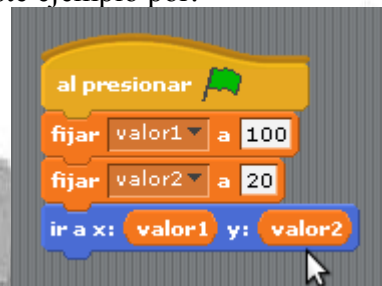 ejemplo por:
al presionar
fijar valor1 a 100
fijar valor2 a 20
ir a x: valor1 y: valor2